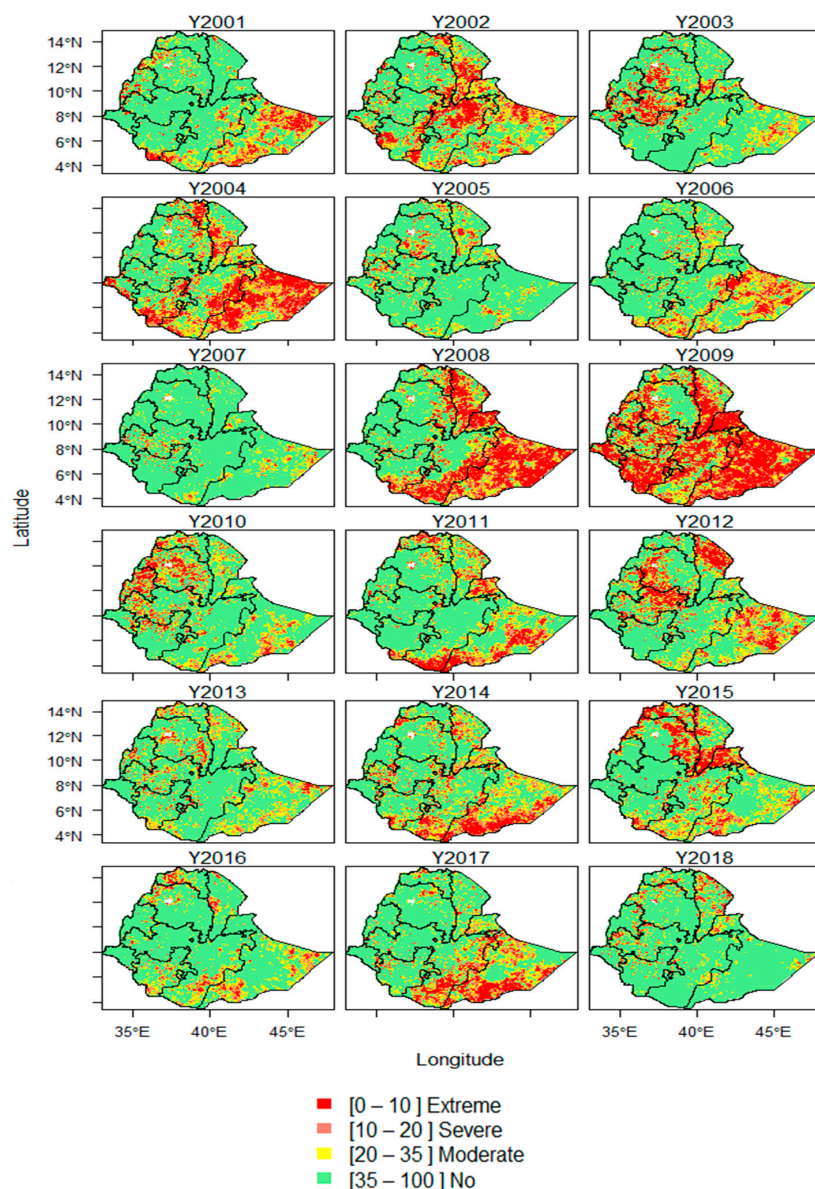 Y2001 Y2002 Y2003
14°N
12°N
10°N
8°N
6°N
4°N
Y2004 Y2005 Y2006
Y2007 Y2008 Y2009
14°N
12°N
10°N
8°N
6°N
4°N
Latitude
Y2010 Y2011 Y2012
Y2013 Y2014 Y2015
14°N
12°N
10°N
8°N
6°N
4°N
Y2016 Y2017 Y2018
35°E 40°E 45°E 35°E 40°E 45°E
Longitude
[0 – 10 ] Extreme
[10 – 20 ] Severe
[20 – 35 ] Moderate
[35 – 100 ] No